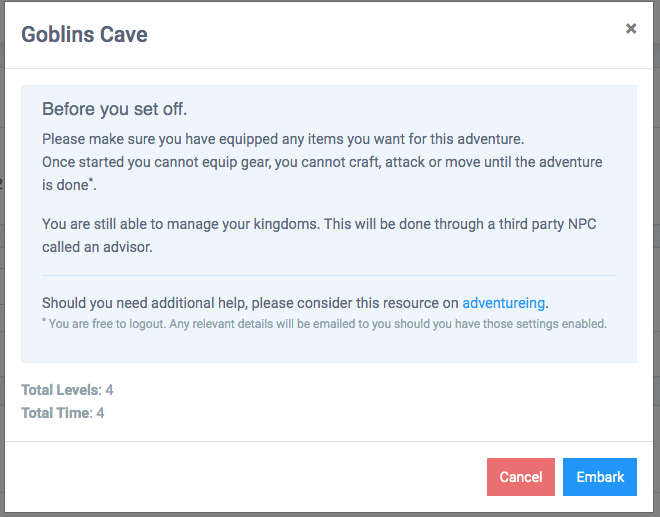 Goblins Cave
×
Before you set off.
Please make sure you have equipped any items you want for this adventure.
Once started you cannot equip gear, you cannot craft, attack or move until the adventure
is done*.
You are still able to manage your kingdoms. This will be done through a third party NPC
called an advisor.
Should you need additional help, please consider this resource on adventureing.
* You are free to logout. Any relevant details will be emailed to you should you have those settings enabled.
Total Levels: 4
Total Time: 4
Cancel Embark